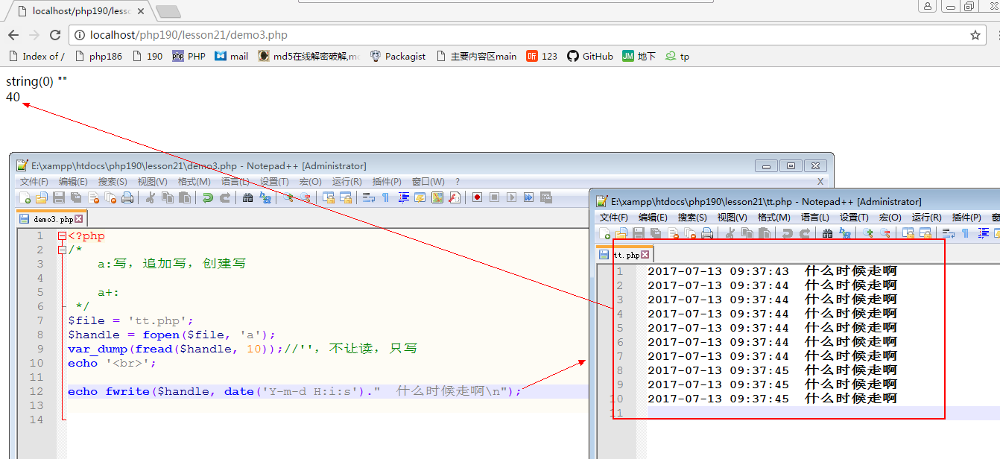 localhost/php190/less
localhost/php190/lesson21/demo3.php
Index of / php186 190 PHP mail md5在线解密破解,m Packagist 主要内容区main 123 GitHub JM 地下 tp
string(0) ""
40
E:\xampp\htdocs\php190\lesson21\demo3.php - Notepad++ [Administrator]
文件(F) 编辑(E) 搜索(S) 视图(V) 格式(M) 语言(L) 设置(T) 宏(O) 运行(R) 插件(P) 窗口(W) ? X
demo3.php
1 <?php
2 /*
3 a:写，追加写，创建写
4
5 a+:
6 */
7 $file = 'tt.php';
8 $handle = fopen($file, 'a');
9 var_dump(fread($handle, 10));//''，不让读，只写
10 echo '<br>';
11
12 echo fwrite($handle, date('Y-m-d H:i:s')."  什么时候走啊\n");
13
14
E:\xampp\htdocs\php190\lesson21\tt.php - Notepad++ [Administrator]
文件(F) 编辑(E) 搜索(S) 视图(V) 格式(M) 语言(L) 设置(T) 宏(O) 运行(R) 插件(P)
tt.php
1 2017-07-13 09:37:43  什么时候走啊
2 2017-07-13 09:37:44  什么时候走啊
3 2017-07-13 09:37:44  什么时候走啊
4 2017-07-13 09:37:44  什么时候走啊
5 2017-07-13 09:37:44  什么时候走啊
6 2017-07-13 09:37:44  什么时候走啊
7 2017-07-13 09:37:44  什么时候走啊
8 2017-07-13 09:37:45  什么时候走啊
9 2017-07-13 09:37:45  什么时候走啊
10 2017-07-13 09:37:45  什么时候走啊
11